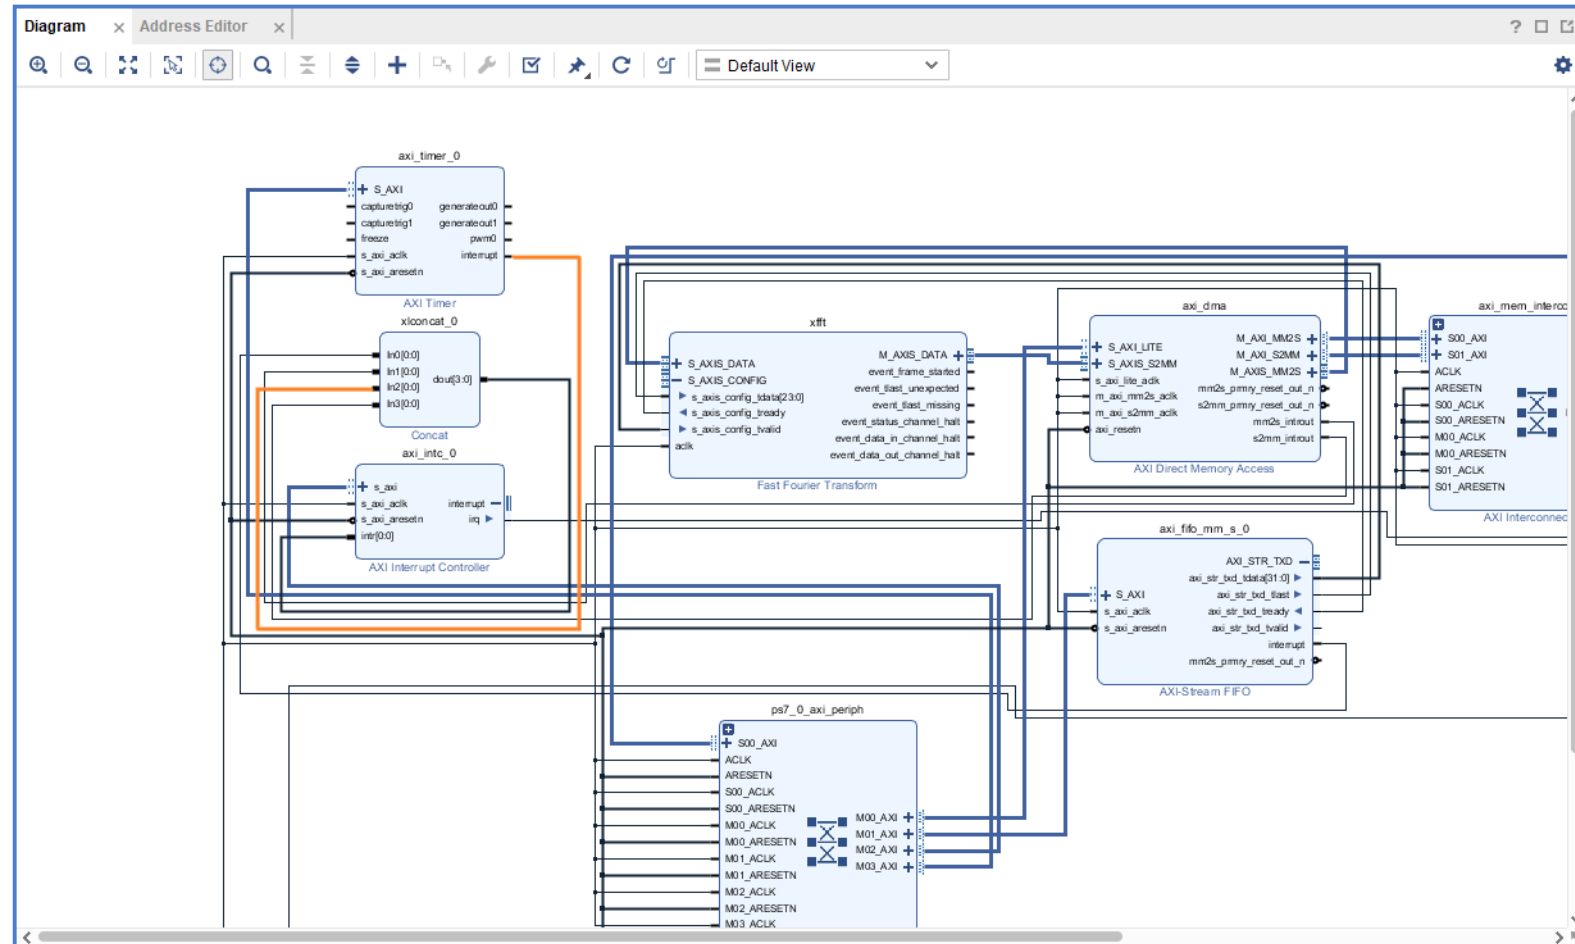 Diagram
Address Editor
Default View
axi_timer_0
S_AXI
capturetrig0 generateout0
capturetrig1 generateout1
freeze pwm0
s_axi_aclk interrupt
s_axi_aresetn
AXI Timer
xlconcat_0
In0[0:0]
In1[0:0]
In2[0:0]
In3[0:0]
dout[3:0]
Concat
axi_intc_0
s_axi
s_axi_aclk interrupt
s_axi_aresetn irq
intr[0:0]
AXI Interrupt Controller
xfft
S_AXIS_DATA
S_AXIS_CONFIG
s_axis_config_tdata[23:0]
s_axis_config_tready
s_axis_config_tvalid
aclk
M_AXIS_DATA
event_frame_started
event_tlast_unexpected
event_tlast_missing
event_status_channel_halt
event_data_in_channel_halt
event_data_out_channel_halt
Fast Fourier Transform
axi_dma
S_AXI_LITE
S_AXIS_S2MM
s_axi_lite_aclk
m_axi_mm2s_aclk
m_axi_s2mm_aclk
axi_resetn
M_AXI_MM2S
M_AXI_S2MM
M_AXIS_MM2S
mm2s_prmry_reset_out_n
s2mm_prmry_reset_out_n
mm2s_introut
s2mm_introut
AXI Direct Memory Access
axi_mem_interco
S00_AXI
S01_AXI
ACLK
ARESETN
S00_ACLK
S00_ARESETN
M00_ACLK
M00_ARESETN
S01_ACLK
S01_ARESETN
AXI Interconnec
axi_fifo_mm_s_0
S_AXI
s_axi_aclk
s_axi_aresetn
AXI_STR_TXD
axi_str_txd_tdata[31:0]
axi_str_txd_tlast
axi_str_txd_tready
axi_str_txd_tvalid
interrupt
mm2s_prmry_reset_out_n
AXI-Stream FIFO
ps7_0_axi_periph
S00_AXI
ACLK
ARESETN
S00_ACLK
S00_ARESETN
M00_ACLK
M00_ARESETN
M01_ACLK
M01_ARESETN
M02_ACLK
M02_ARESETN
M03_ACLK
M00_AXI
M01_AXI
M02_AXI
M03_AXI